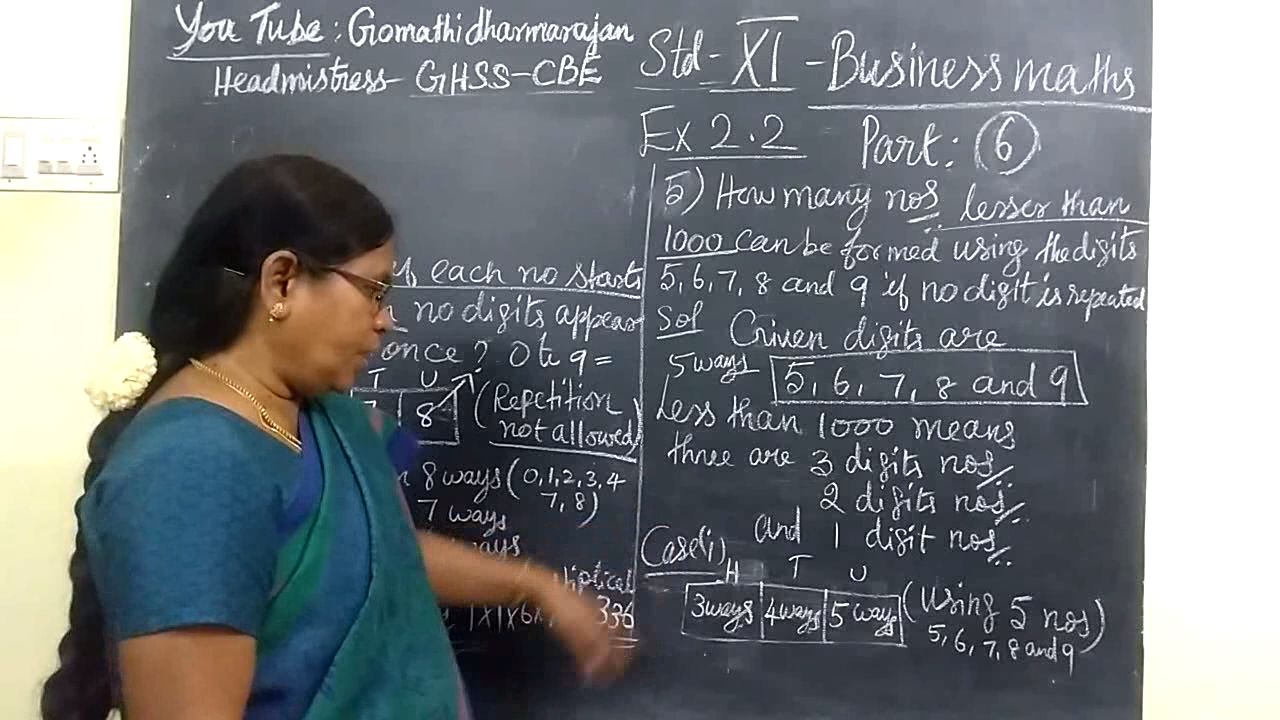 You Tube : Gomathidharmarajan
Headmistress - GHSS - CBE
Std - XI - Business maths
Ex 2.2 Part : 6
each no starts
no digits appear
once ? 0 to 9 =
T U
8 (Repetition
not allowed)
8 ways (0,1,2,3,4
7, 8)
7 ways
ways
336
5) How many nos lesser than
1000 can be formed using the digits
5, 6, 7, 8 and 9 if no digit is repeated
Sol Given digits are
5 ways 5, 6, 7, 8 and 9
Less than 1000 means
three are 3 digits nos
2 digits nos
and 1 digit nos
Case(i) H T U
3 ways 4 ways 5 ways (Using 5 nos)
5, 6, 7, 8 and 9